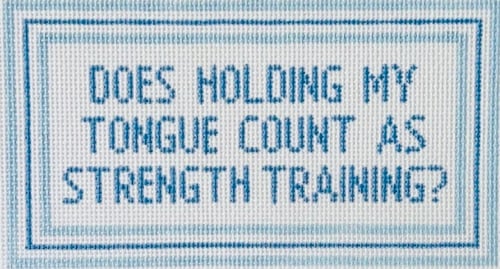 DOES HOLDING MY
TONGUE COUNT AS
STRENGTH TRAINING?